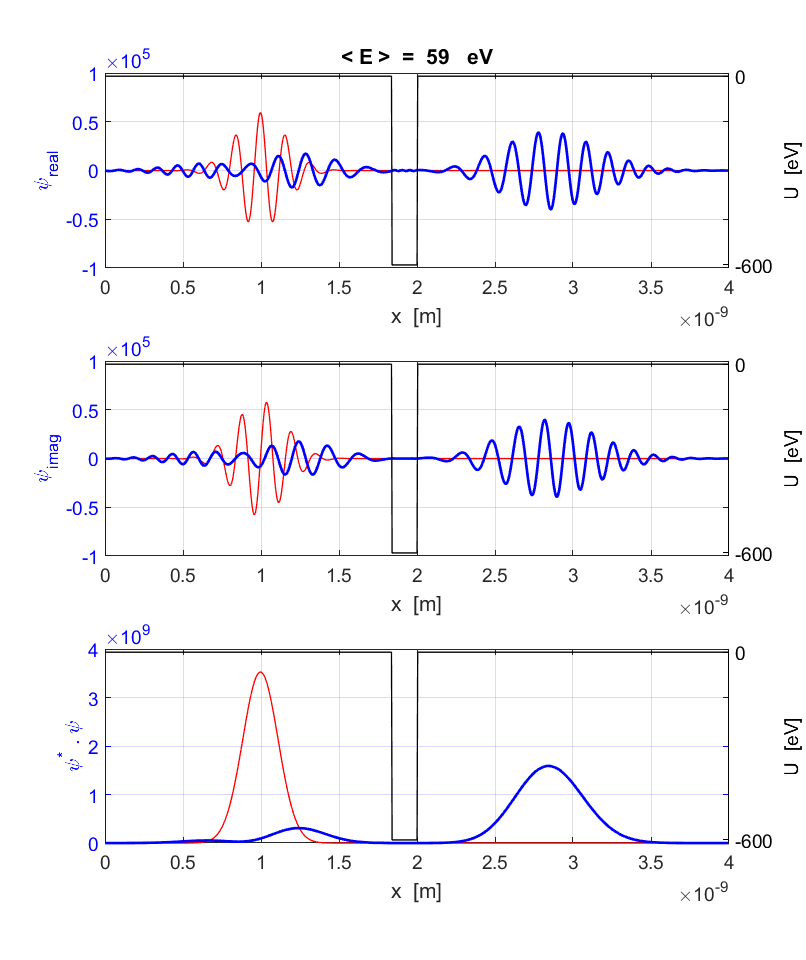 < E > = 59 eV
×10^5
1
0.5
0
-0.5
-1
ψ_real
0
-600
U [eV]
0 0.5 1 1.5 2 2.5 3 3.5 4
x [m]
×10^-9
×10^5
1
0.5
0
-0.5
-1
ψ_imag
0
-600
U [eV]
0 0.5 1 1.5 2 2.5 3 3.5 4
x [m]
×10^-9
×10^9
4
3
2
1
0
ψ^* . ψ
0
-600
U [eV]
0 0.5 1 1.5 2 2.5 3 3.5 4
x [m]
×10^-9